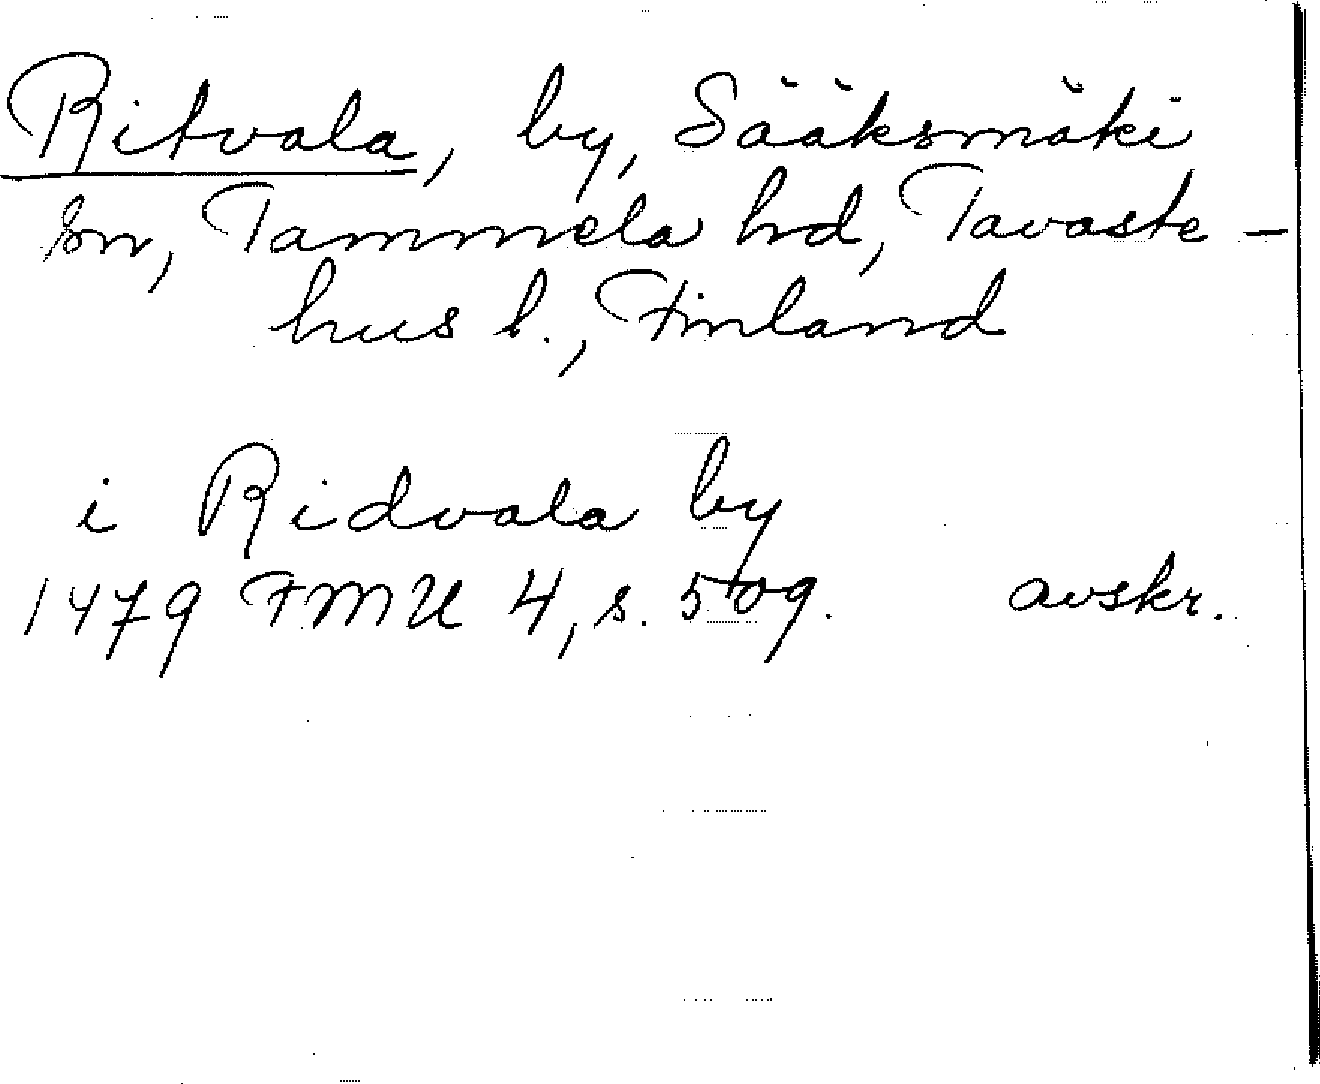 Ritvala, by, Sääksmäki
sn, Tammela hd, Tavaste-
hus l., Finland
i Ridvala by
1479 FMU 4, s. 509. avskr.